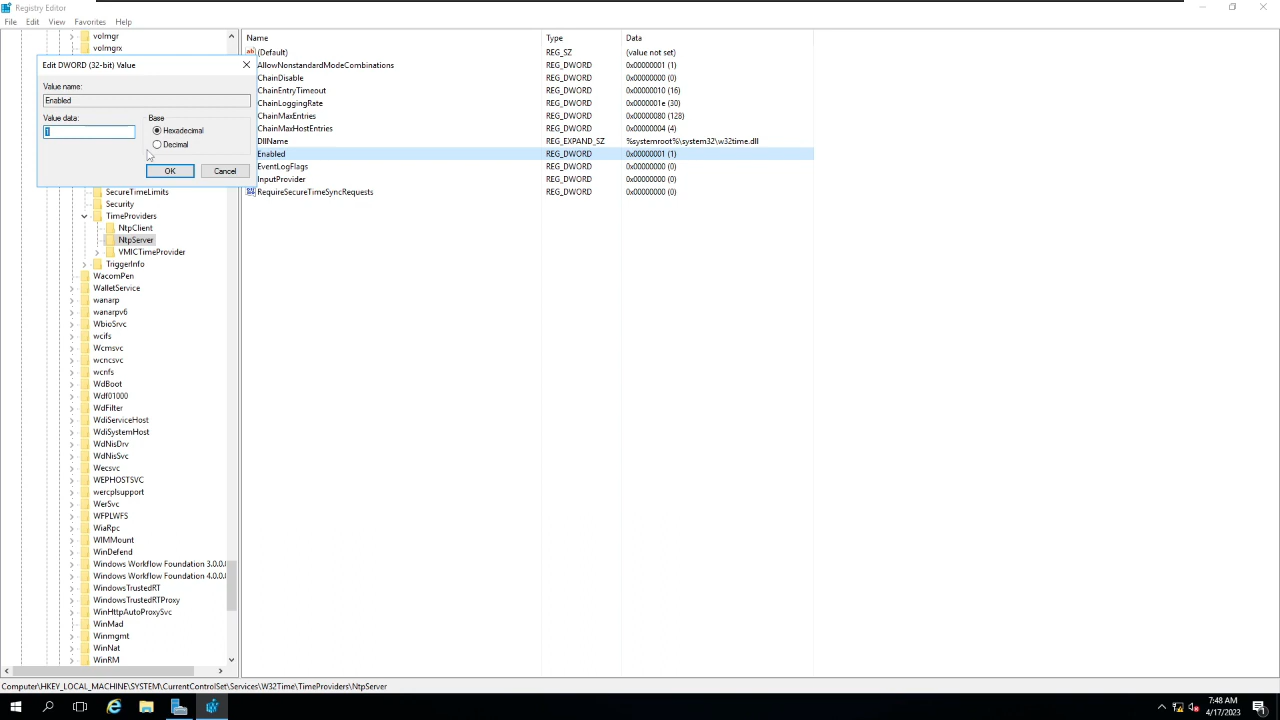 Registry Editor
File Edit View Favorites Help
volmgr
volmgrx
Edit DWORD (32-bit) Value
Value name:
Enabled
Value data:
1
Base
Hexadecimal
Decimal
OK Cancel
SecureTimeLimits
Security
TimeProviders
NtpClient
NtpServer
VMICTimeProvider
TriggerInfo
WacomPen
WalletService
wanarp
wanarpv6
WbioSrvc
wcifs
Wcmsvc
wcncsvc
wcnfs
WdBoot
Wdf01000
WdFilter
WdiServiceHost
WdiSystemHost
WdNisDrv
WdNisSvc
Wecsvc
WEPHOSTSVC
wercplsupport
WerSvc
WFPLWFS
WiaRpc
WIMMount
WinDefend
Windows Workflow Foundation 3.0.0.0
Windows Workflow Foundation 4.0.0.0
WindowsTrustedRT
WindowsTrustedRTProxy
WinHttpAutoProxySvc
WinMad
Winmgmt
WinNat
WinRM
Name Type Data
ab (Default) REG_SZ (value not set)
AllowNonstandardModeCombinations REG_DWORD 0x00000001 (1)
ChainDisable REG_DWORD 0x00000000 (0)
ChainEntryTimeout REG_DWORD 0x00000010 (16)
ChainLoggingRate REG_DWORD 0x0000001e (30)
ChainMaxEntries REG_DWORD 0x00000080 (128)
ChainMaxHostEntries REG_DWORD 0x00000004 (4)
DllName REG_EXPAND_SZ %systemroot%\system32\w32time.dll
Enabled REG_DWORD 0x00000001 (1)
EventLogFlags REG_DWORD 0x00000000 (0)
InputProvider REG_DWORD 0x00000000 (0)
RequireSecureTimeSyncRequests REG_DWORD 0x00000000 (0)
Computer\HKEY_LOCAL_MACHINE\SYSTEM\CurrentControlSet\Services\W32Time\TimeProviders\NtpServer
7:48 AM
4/17/2023
1